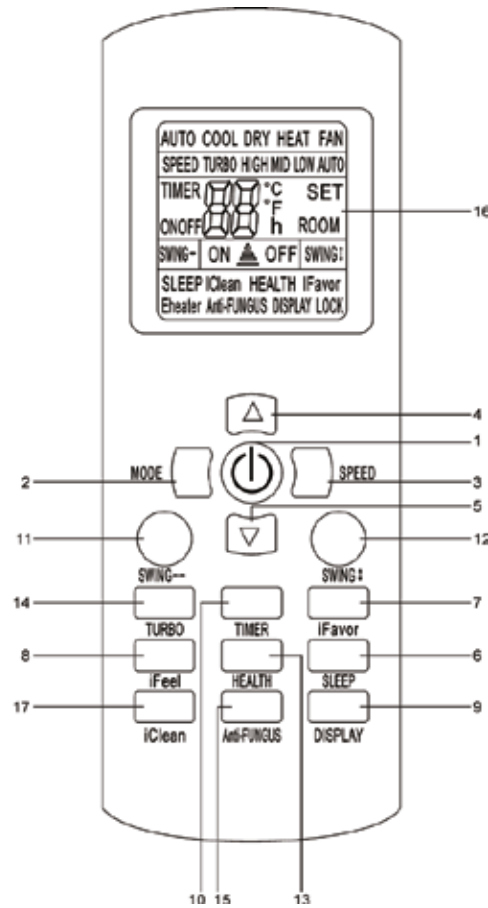 AUTO COOL DRY HEAT FAN
SPEED TURBO HIGH MID LOW AUTO
TIMER 88 °C SET
°F
ONOFF h ROOM
SWING- ON OFF SWING:
SLEEP iClean HEALTH iFavor
Eheater Anti-FUNGUS DISPLAY LOCK
16
4
1
2 MODE SPEED 3
5
11 12
SWING-- SWING↕
14 7
TURBO TIMER iFavor
8 6
iFeel HEALTH SLEEP
17 9
iClean Anti-FUNGUS DISPLAY
10 15 13